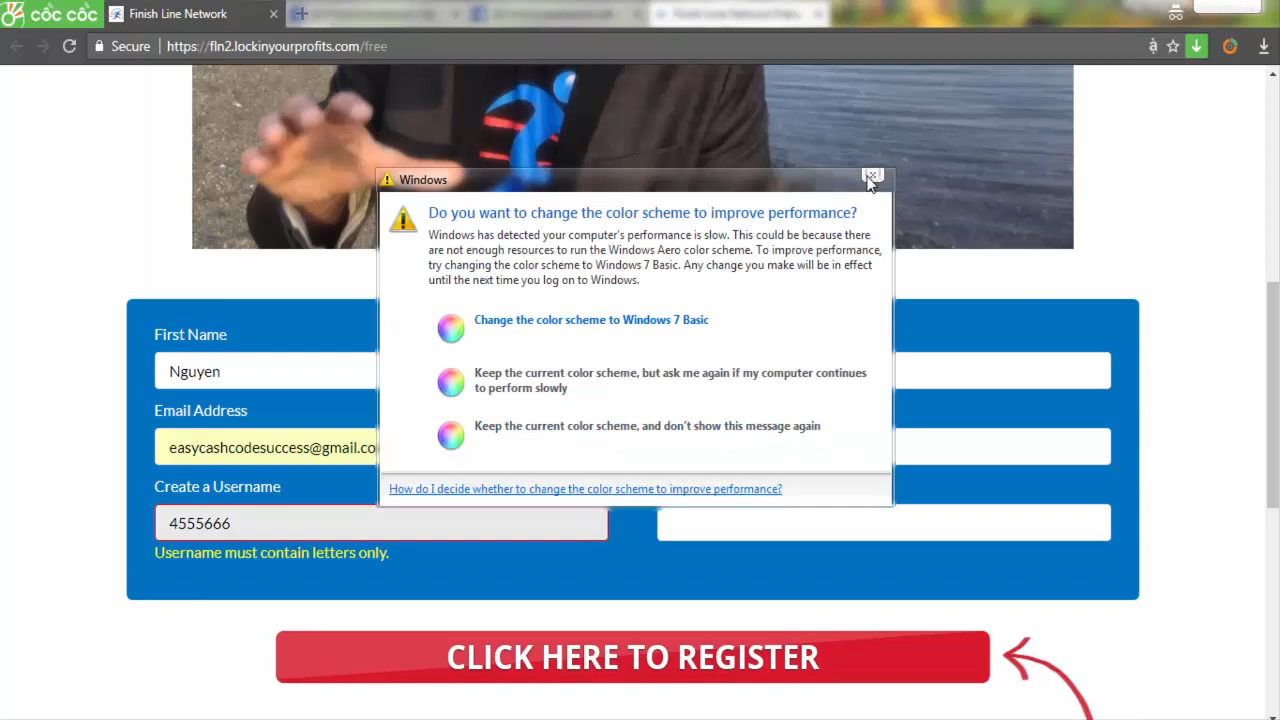 cốc cốc
Finish Line Network
Secure
https://fln2.lockinyourprofits.com/free
Windows
Do you want to change the color scheme to improve performance?
Windows has detected your computer's performance is slow. This could be because there
are not enough resources to run the Windows Aero color scheme. To improve performance,
try changing the color scheme to Windows 7 Basic. Any change you make will be in effect
until the next time you log on to Windows.
Change the color scheme to Windows 7 Basic
Keep the current color scheme, but ask me again if my computer continues
to perform slowly
Keep the current color scheme, and don't show this message again
How do I decide whether to change the color scheme to improve performance?
First Name
Nguyen
Email Address
easycashcodesuccess@gmail.co
Create a Username
4555666
Username must contain letters only.
CLICK HERE TO REGISTER